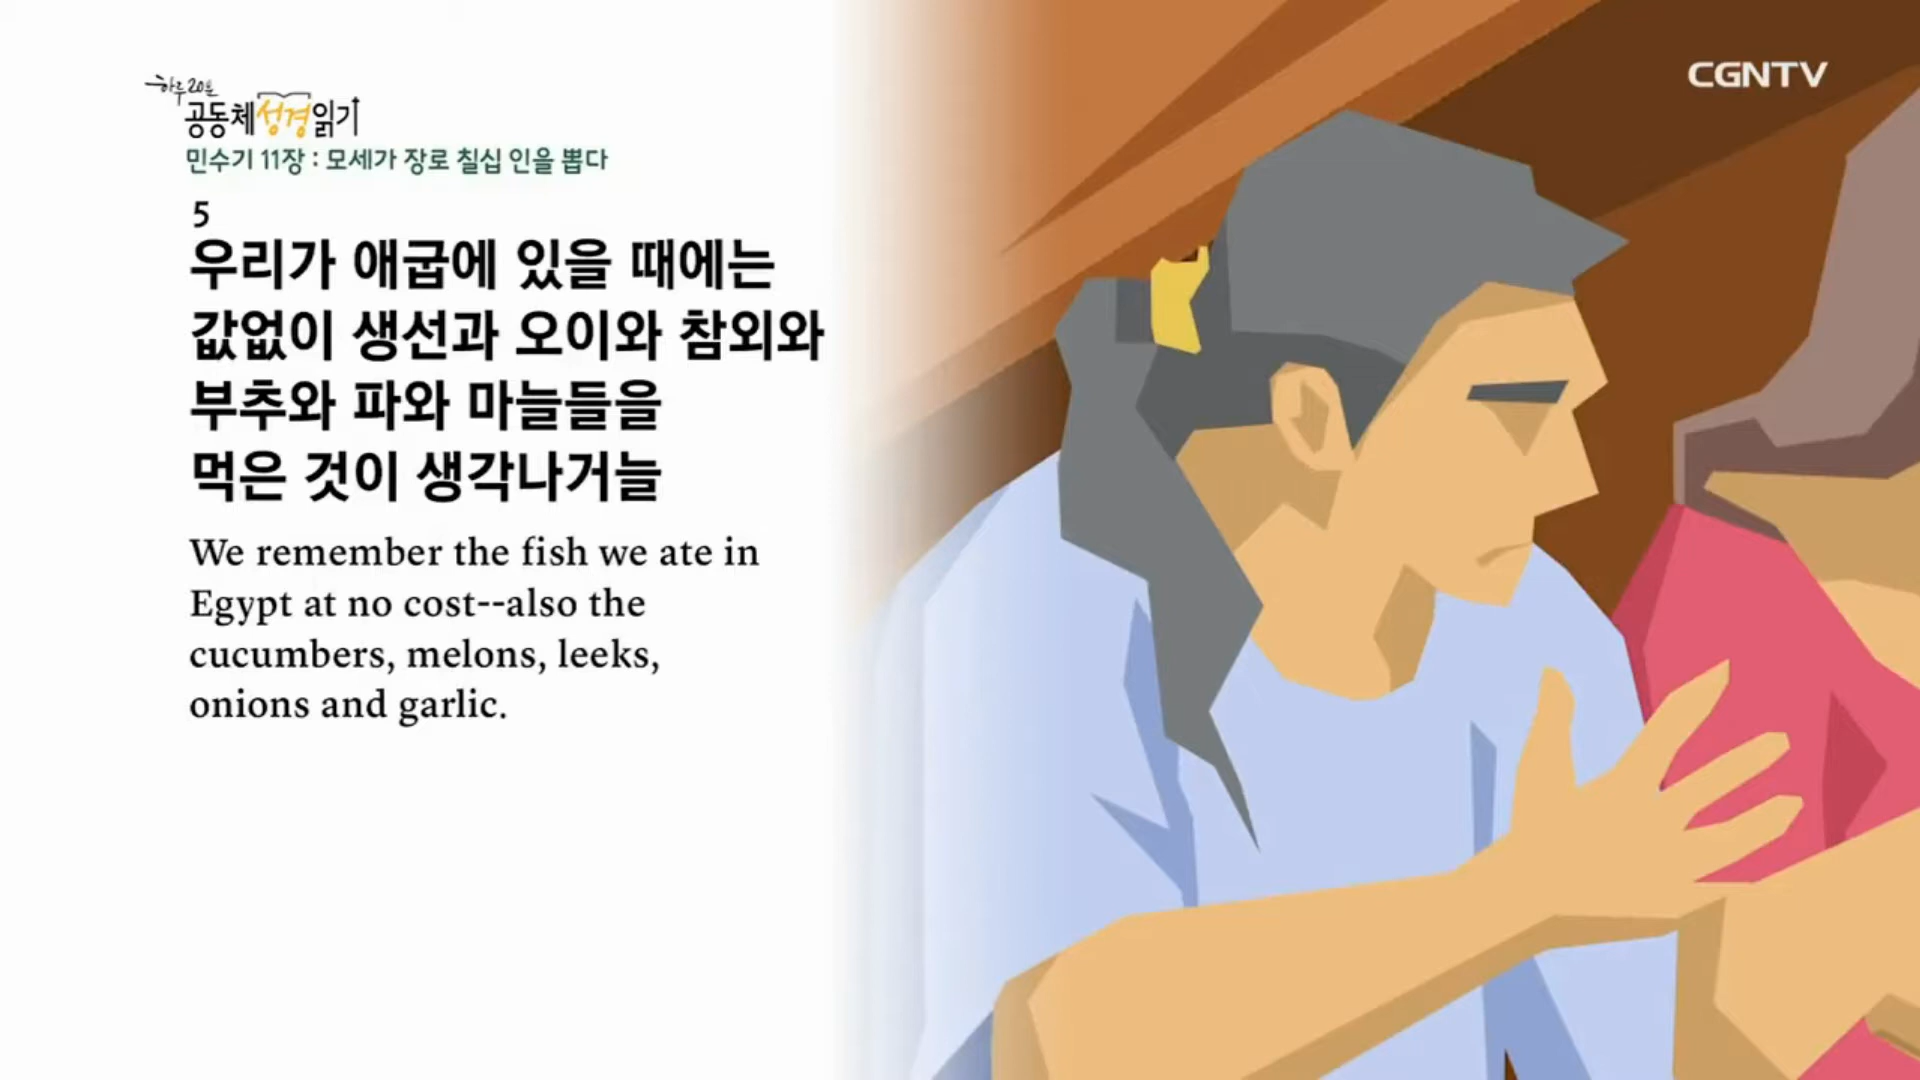 하루 20분
공동체성경읽기
CGNTV
민수기 11장 : 모세가 장로 칠십 인을 뽑다
5
우리가 애굽에 있을 때에는
값없이 생선과 오이와 참외와
부추와 파와 마늘들을
먹은 것이 생각나거늘
We remember the fish we ate in
Egypt at no cost--also the
cucumbers, melons, leeks,
onions and garlic.